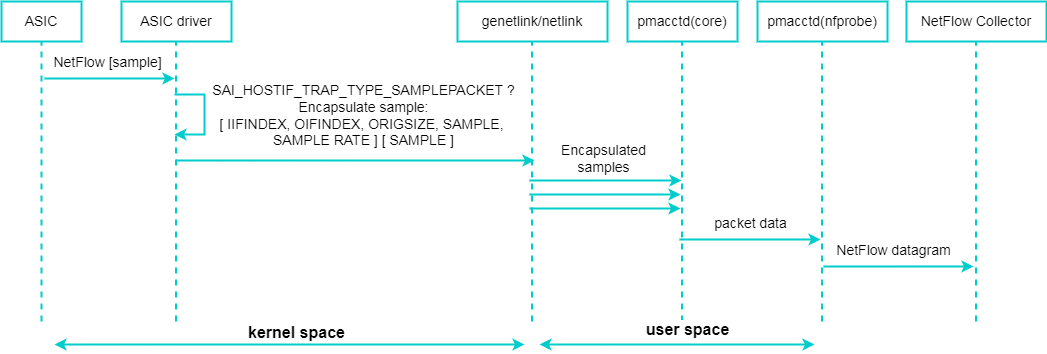 ASIC
ASIC driver
genetlink/netlink
pmacctd(core)
pmacctd(nfprobe)
NetFlow Collector
NetFlow [sample]
SAI_HOSTIF_TRAP_TYPE_SAMPLEPACKET ?
Encapsulate sample:
[ IIFINDEX, OIFINDEX, ORIGSIZE, SAMPLE,
SAMPLE RATE ] [ SAMPLE ]
Encapsulated
samples
packet data
NetFlow datagram
kernel space
user space